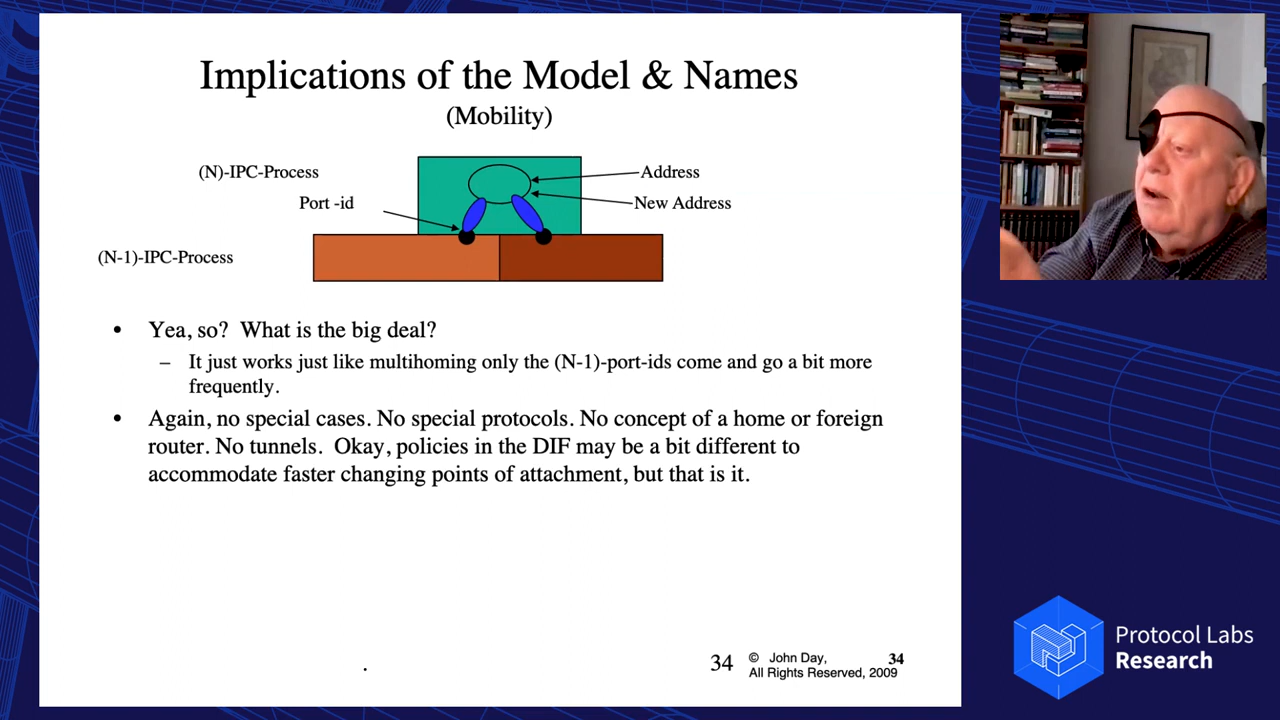 Implications of the Model & Names
(Mobility)
(N)-IPC-Process
Address
Port -id
New Address
(N-1)-IPC-Process
• Yea, so? What is the big deal?
– It just works just like multihoming only the (N-1)-port-ids come and go a bit more
frequently.
• Again, no special cases. No special protocols. No concept of a home or foreign
router. No tunnels. Okay, policies in the DIF may be a bit different to
accommodate faster changing points of attachment, but that is it.
34
© John Day,
All Rights Reserved, 2009
34
Protocol Labs
Research